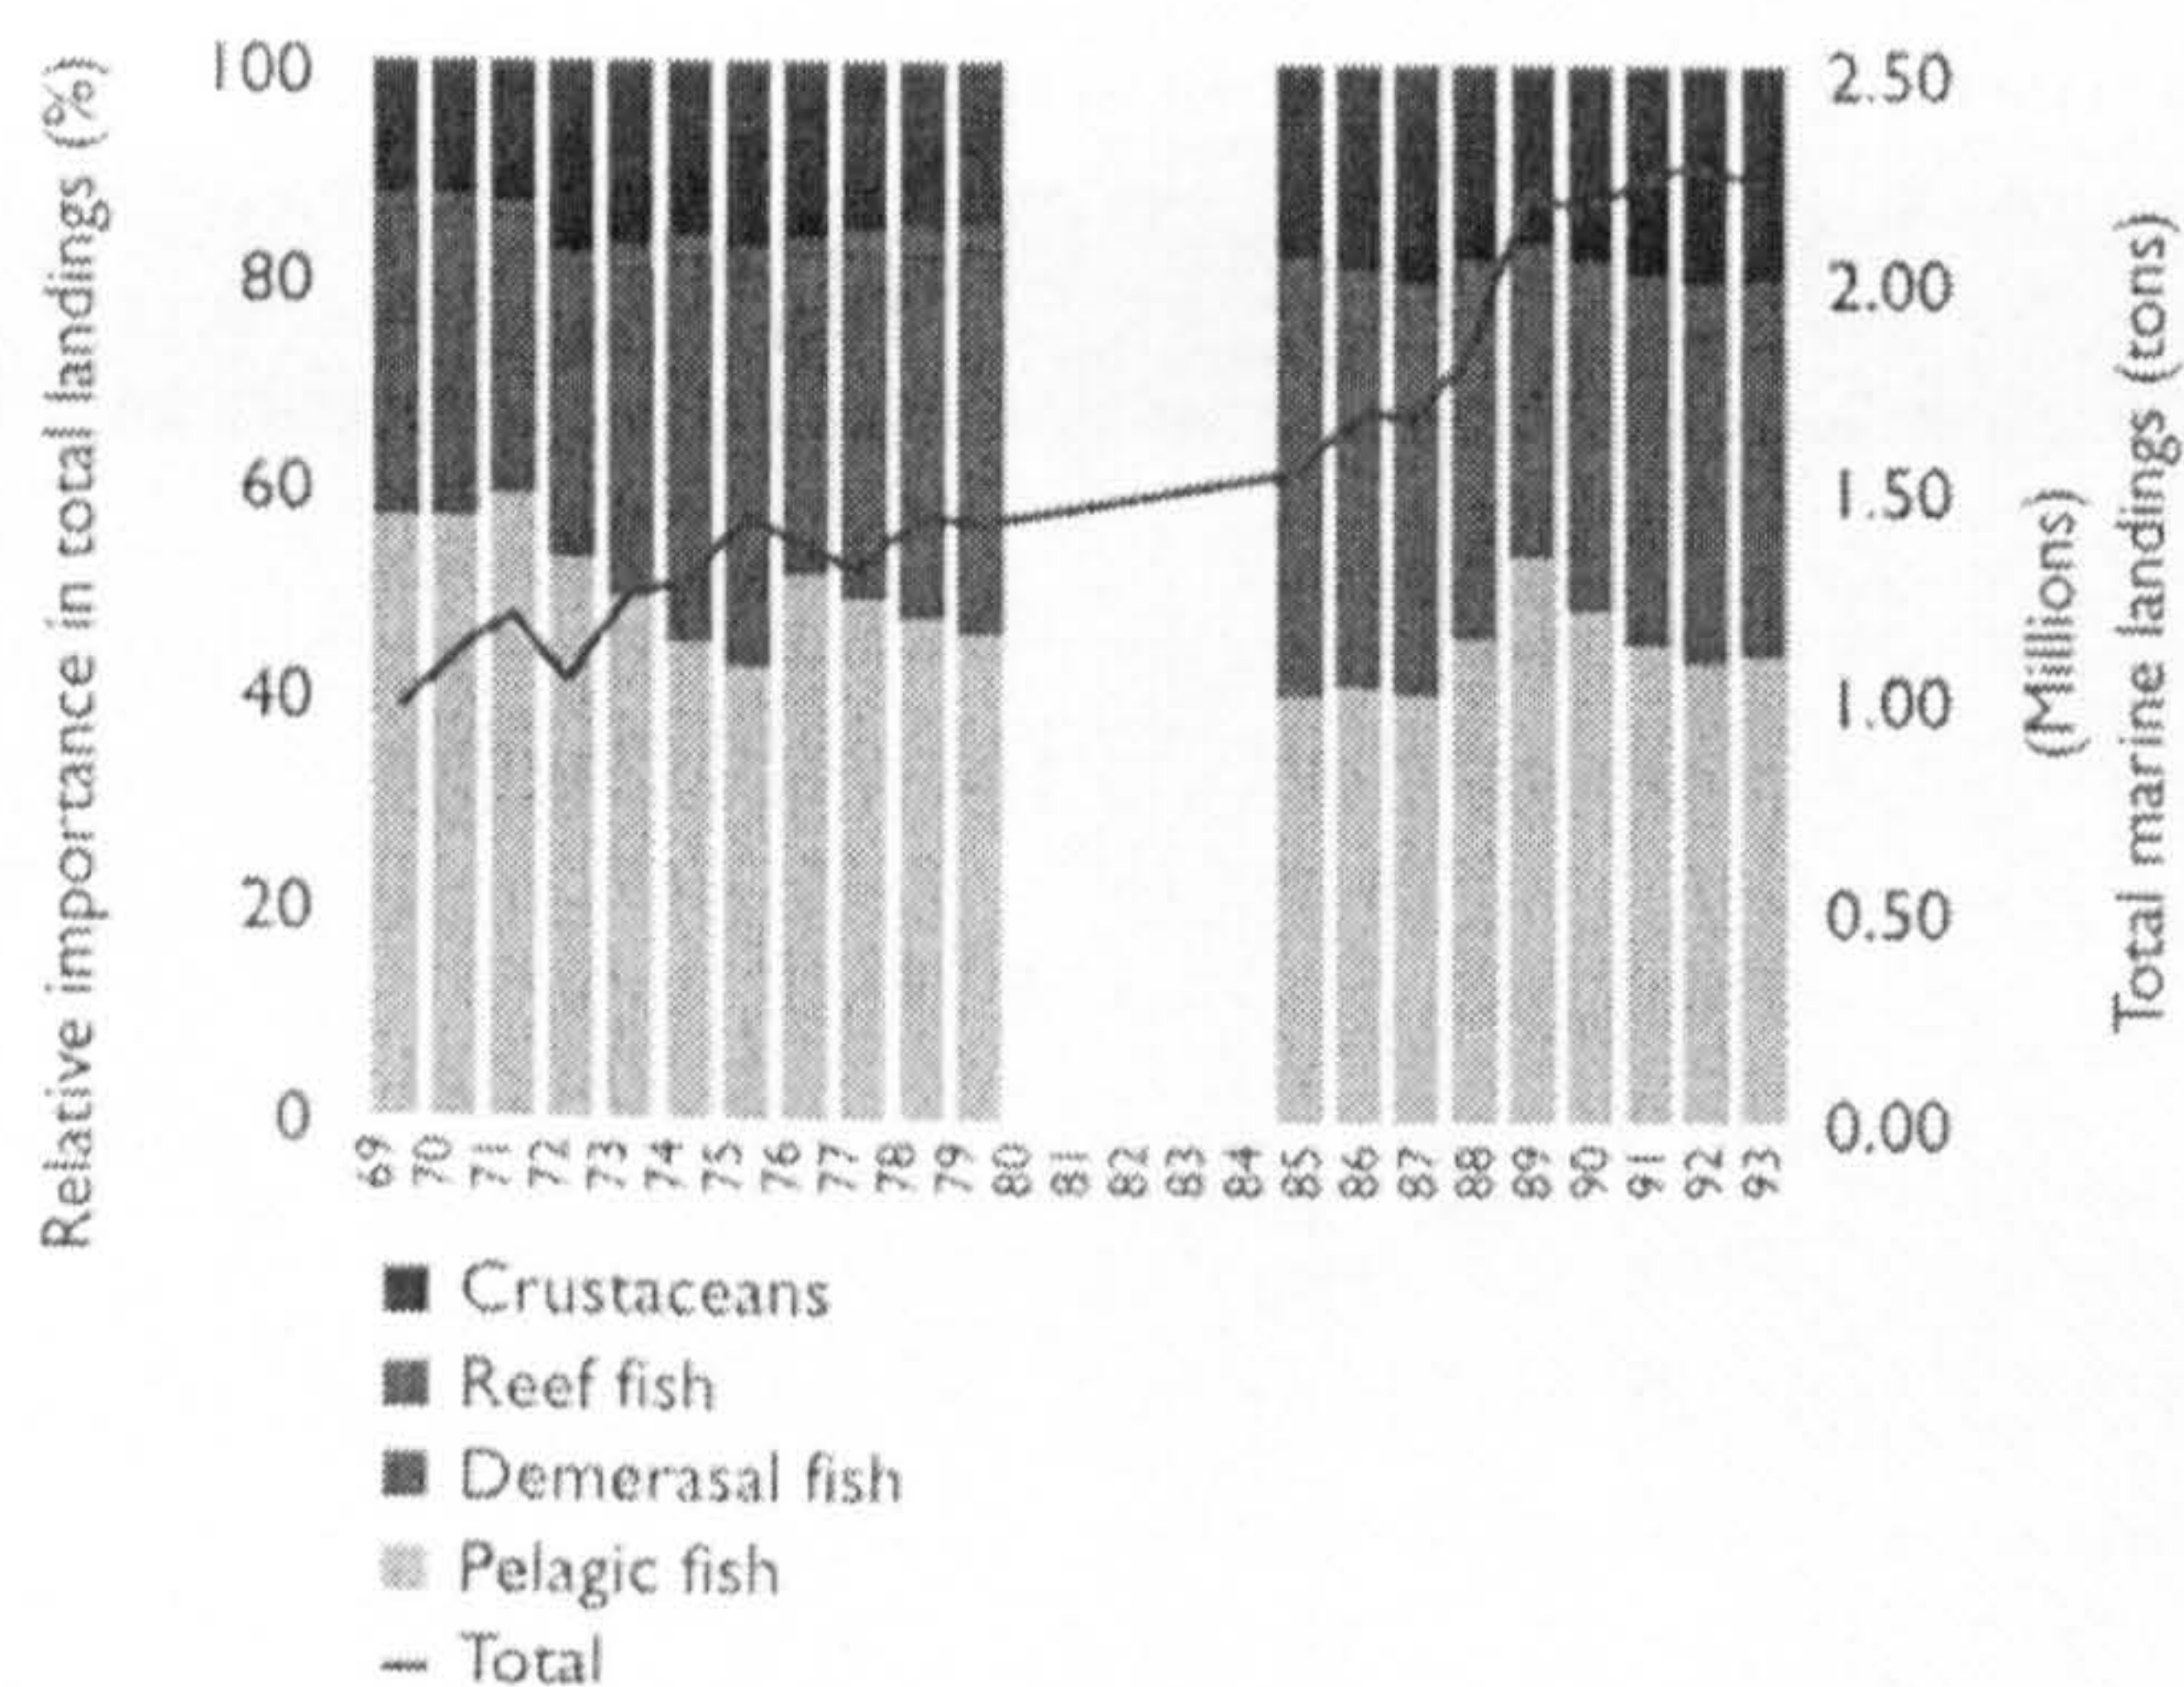 Relative importance in total landings (%)
100
80
60
40
20
0
2.50
2.00
1.50
1.00
0.50
0.00
(Millions)
Total marine landings (tons)
69 70 71 72 73 74 75 76 77 78 79 80 81 82 83 84 85 86 87 88 89 90 91 92 93
Crustaceans
Reef fish
Demerasal fish
Pelagic fish
Total